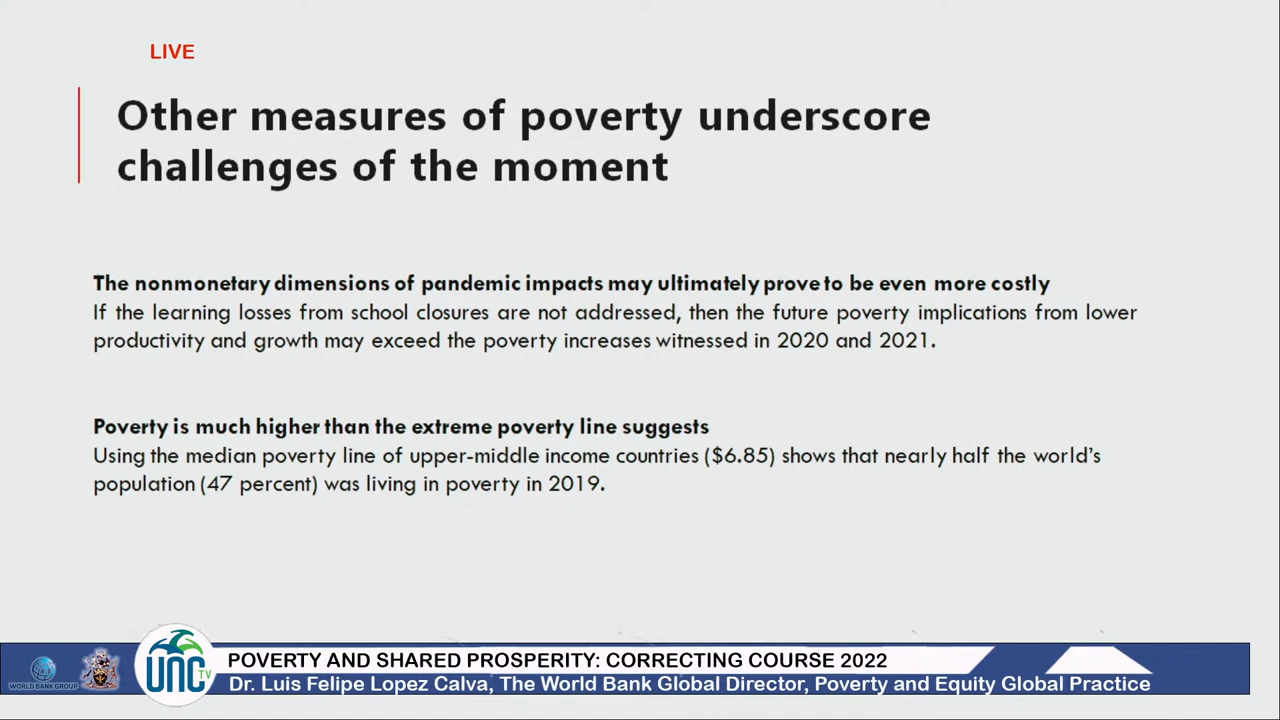 LIVE
Other measures of poverty underscore
challenges of the moment
The nonmonetary dimensions of pandemic impacts may ultimately prove to be even more costly
If the learning losses from school closures are not addressed, then the future poverty implications from lower
productivity and growth may exceed the poverty increases witnessed in 2020 and 2021.
Poverty is much higher than the extreme poverty line suggests
Using the median poverty line of upper-middle income countries ($6.85) shows that nearly half the world's
population (47 percent) was living in poverty in 2019.
WORLD BANK GROUP
UNC TV
POVERTY AND SHARED PROSPERITY: CORRECTING COURSE 2022
Dr. Luis Felipe Lopez Calva, The World Bank Global Director, Poverty and Equity Global Practice